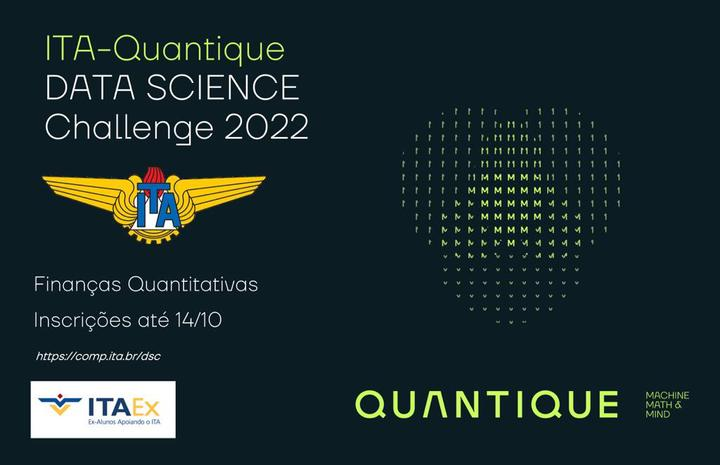 ITA-Quantique
DATA SCIENCE
Challenge 2022
ITA
Finanças Quantitativas
Inscrições até 14/10
https://comp.ita.br/dsc
ITAEx
Ex-Alunos Apoiando o ITA
QUANTIQUE
MACHINE
MATH &
MIND